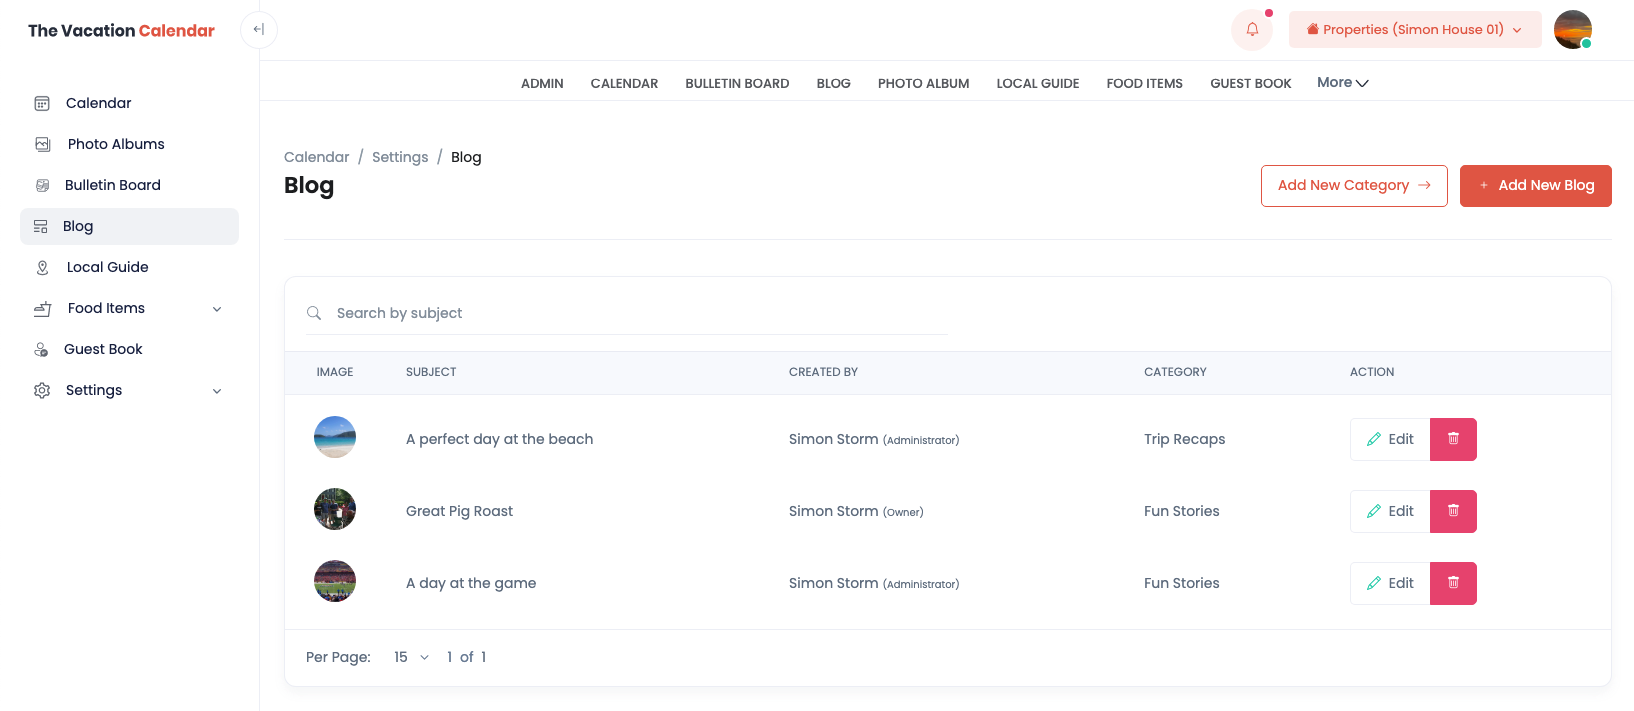 The Vacation Calendar
Properties (Simon House 01)
ADMIN CALENDAR BULLETIN BOARD BLOG PHOTO ALBUM LOCAL GUIDE FOOD ITEMS GUEST BOOK More
Calendar
Photo Albums
Bulletin Board
Blog
Local Guide
Food Items
Guest Book
Settings
Calendar / Settings / Blog
Blog
Add New Category
+ Add New Blog
Search by subject
IMAGE SUBJECT CREATED BY CATEGORY ACTION
A perfect day at the beach Simon Storm (Administrator) Trip Recaps Edit
Great Pig Roast Simon Storm (Owner) Fun Stories Edit
A day at the game Simon Storm (Administrator) Fun Stories Edit
Per Page: 15 1 of 1